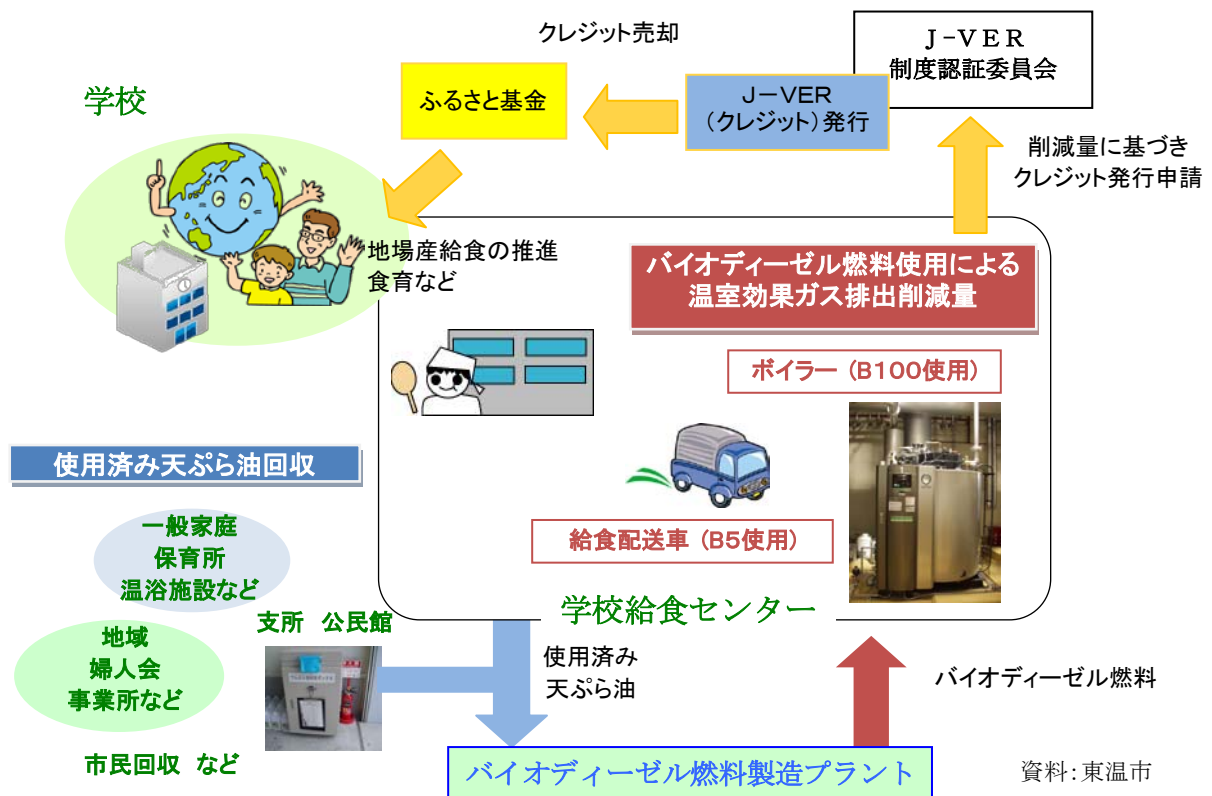 クレジット売却
J-VER
制度認証委員会
学校
ふるさと基金
J-VER
(クレジット)発行
削減量に基づき
クレジット発行申請
地場産給食の推進
食育など
バイオディーゼル燃料使用による
温室効果ガス排出削減量
ボイラー (B100使用)
使用済み天ぷら油回収
給食配送車 (B5使用)
一般家庭
保育所
温浴施設など
学校給食センター
支所 公民館
地域
婦人会
事業所など
使用済み
天ぷら油
バイオディーゼル燃料
市民回収 など
バイオディーゼル燃料製造プラント
資料:東温市